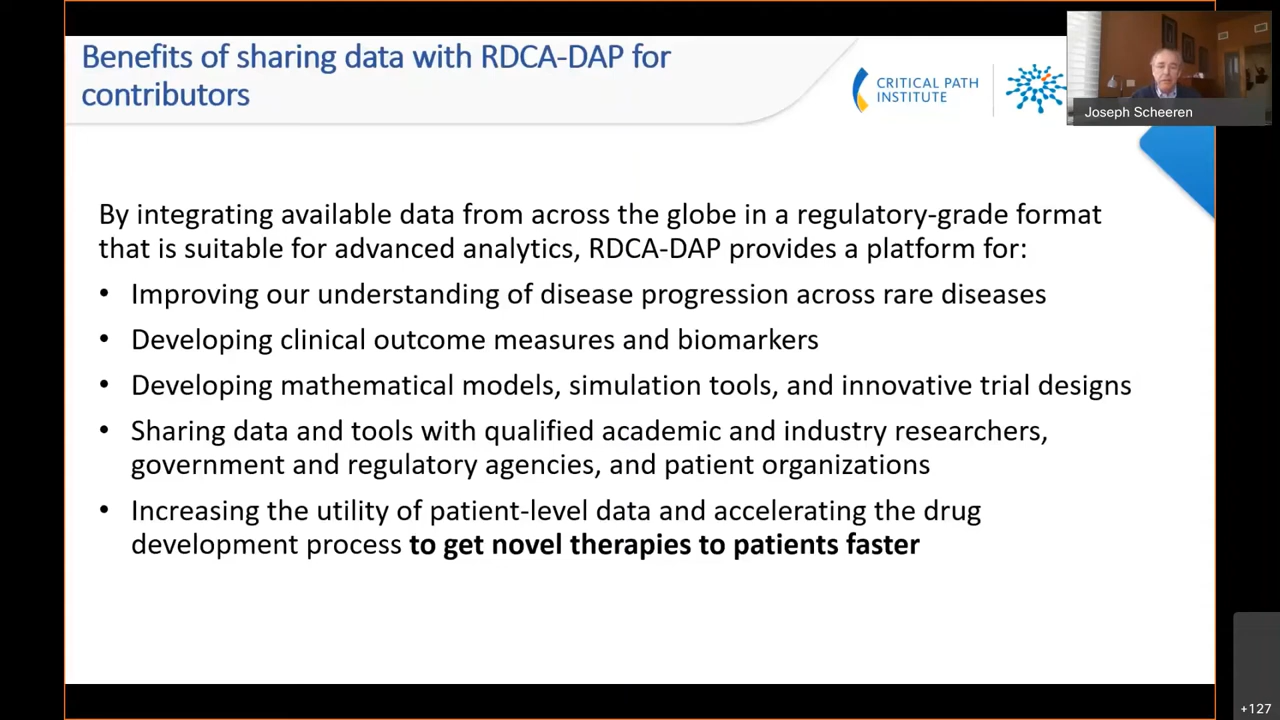 Benefits of sharing data with RDCA-DAP for
contributors
CRITICAL PATH
INSTITUTE
Joseph Scheeren
By integrating available data from across the globe in a regulatory-grade format
that is suitable for advanced analytics, RDCA-DAP provides a platform for:
• Improving our understanding of disease progression across rare diseases
• Developing clinical outcome measures and biomarkers
• Developing mathematical models, simulation tools, and innovative trial designs
• Sharing data and tools with qualified academic and industry researchers,
government and regulatory agencies, and patient organizations
• Increasing the utility of patient-level data and accelerating the drug
development process to get novel therapies to patients faster
+127